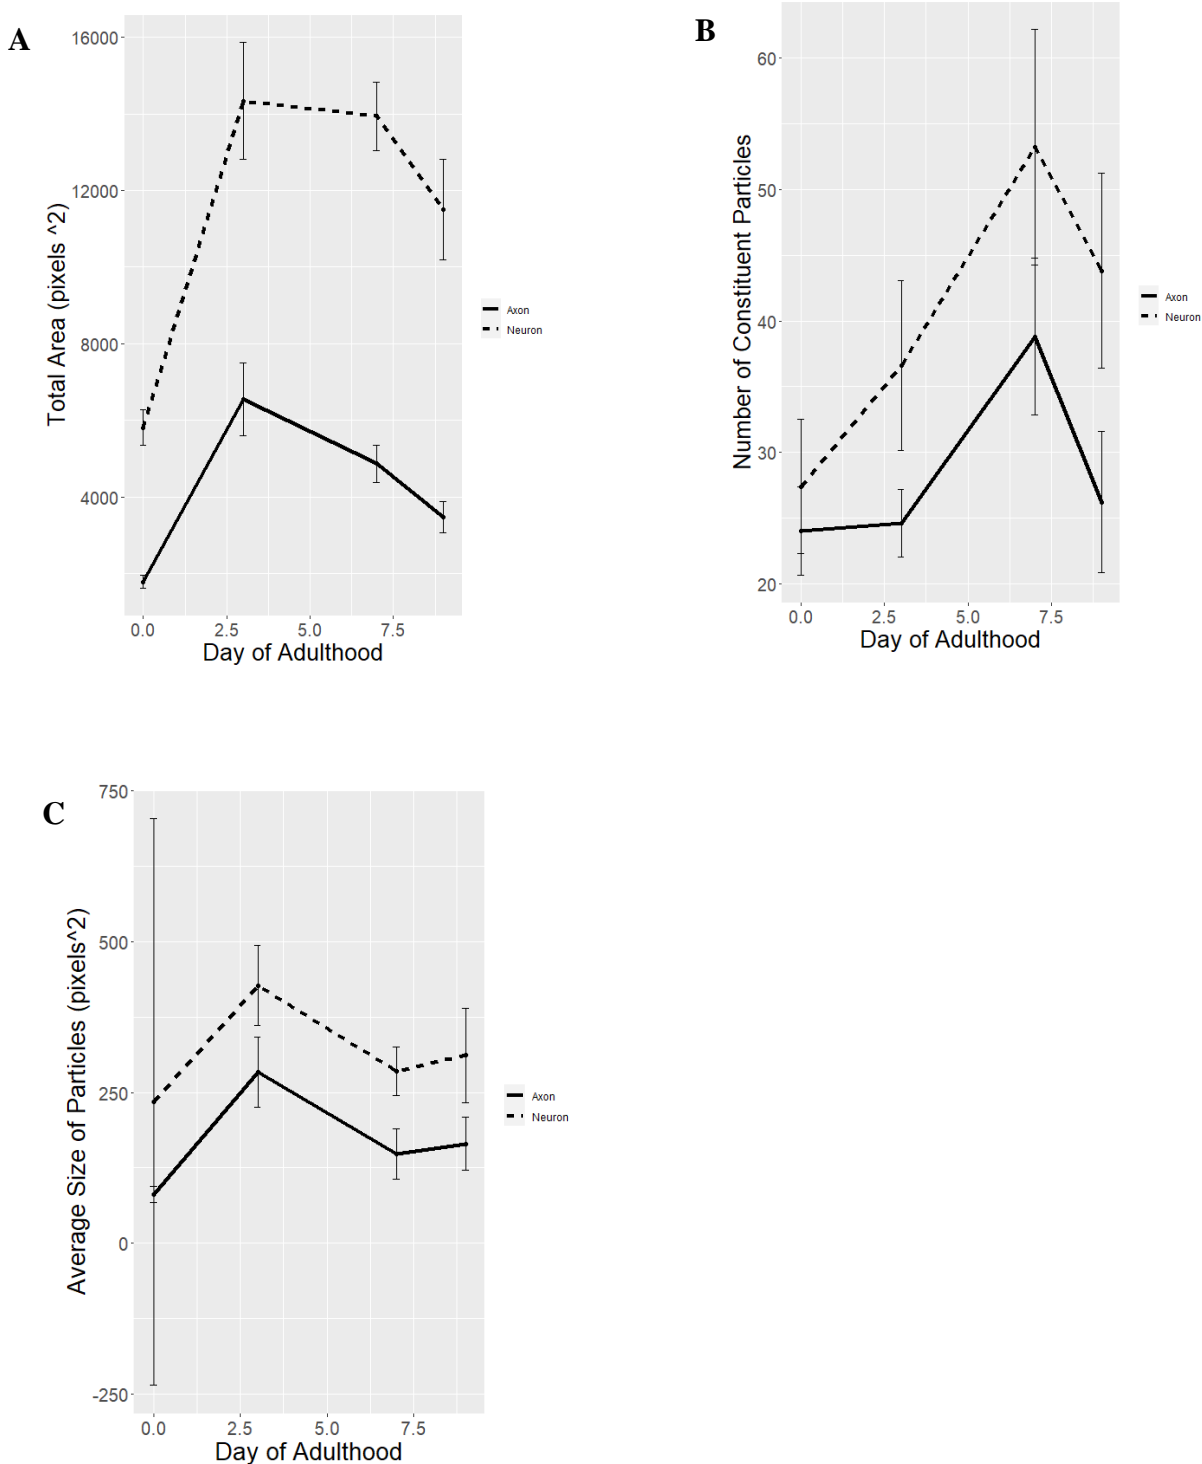 A
Total Area (pixels ^2)
16000
12000
8000
4000
0.0 2.5 5.0 7.5
Day of Adulthood
Axon
Neuron
B
Number of Constituent Particles
60
50
40
30
20
0.0 2.5 5.0 7.5
Day of Adulthood
Axon
Neuron
C
Average Size of Particles (pixels^2)
750
500
250
0
-250
0.0 2.5 5.0 7.5
Day of Adulthood
Axon
Neuron